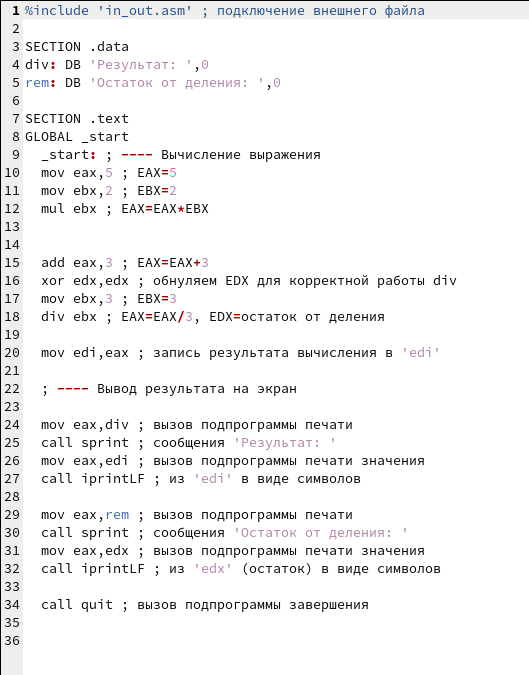 1 %include 'in_out.asm' ; подключение внешнего файла
2
3 SECTION .data
4 div: DB 'Результат: ',0
5 rem: DB 'Остаток от деления: ',0
6
7 SECTION .text
8 GLOBAL _start
9 _start: ; ---- Вычисление выражения
10 mov eax,5 ; EAX=5
11 mov ebx,2 ; EBX=2
12 mul ebx ; EAX=EAX*EBX
13
14
15 add eax,3 ; EAX=EAX+3
16 xor edx,edx ; обнуляем EDX для корректной работы div
17 mov ebx,3 ; EBX=3
18 div ebx ; EAX=EAX/3, EDX=остаток от деления
19
20 mov edi,eax ; запись результата вычисления в 'edi'
21
22 ; ---- Вывод результата на экран
23
24 mov eax,div ; вызов подпрограммы печати
25 call sprint ; сообщения 'Результат: '
26 mov eax,edi ; вызов подпрограммы печати значения
27 call iprintLF ; из 'edi' в виде символов
28
29 mov eax,rem ; вызов подпрограммы печати
30 call sprint ; сообщения 'Остаток от деления: '
31 mov eax,edx ; вызов подпрограммы печати значения
32 call iprintLF ; из 'edx' (остаток) в виде символов
33
34 call quit ; вызов подпрограммы завершения
35
36